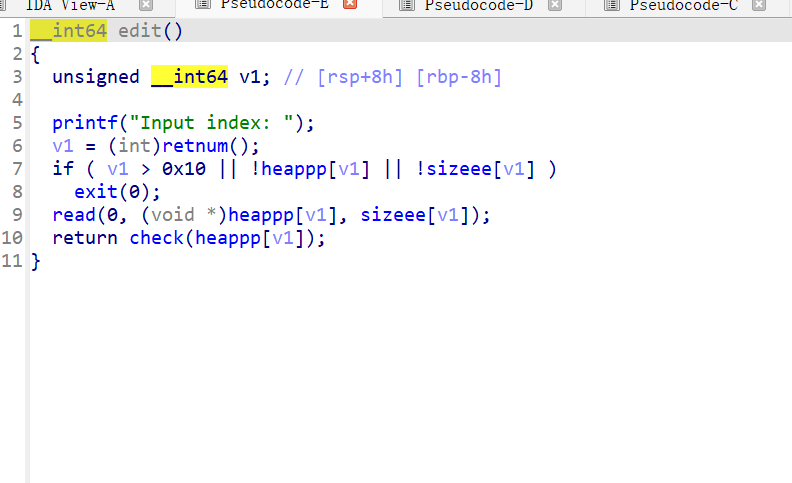 IDA View-A Pseudocode-E Pseudocode-D Pseudocode-C
1 __int64 edit()
2 {
3 unsigned __int64 v1; // [rsp+8h] [rbp-8h]
4
5 printf("Input index: ");
6 v1 = (int)retnum();
7 if ( v1 > 0x10 || !heappp[v1] || !sizeee[v1] )
8 exit(0);
9 read(0, (void *)heappp[v1], sizeee[v1]);
10 return check(heappp[v1]);
11 }